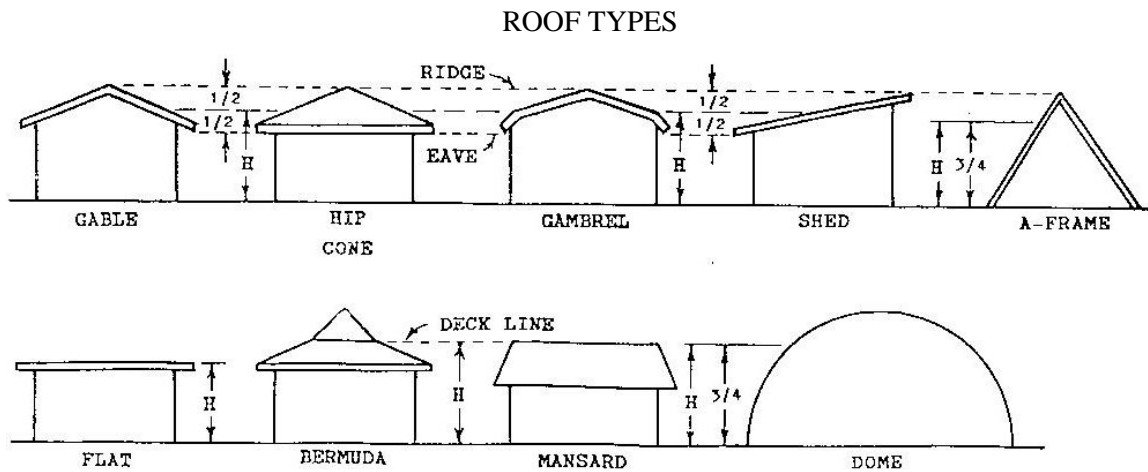 ROOF TYPES
RIDGE
1/2 1/2
1/2 1/2
EAVE
H H H 3/4
GABLE HIP GAMBREL SHED A-FRAME
CONE
DECK LINE
H H H 3/4
FLAT BERMUDA MANSARD DOME